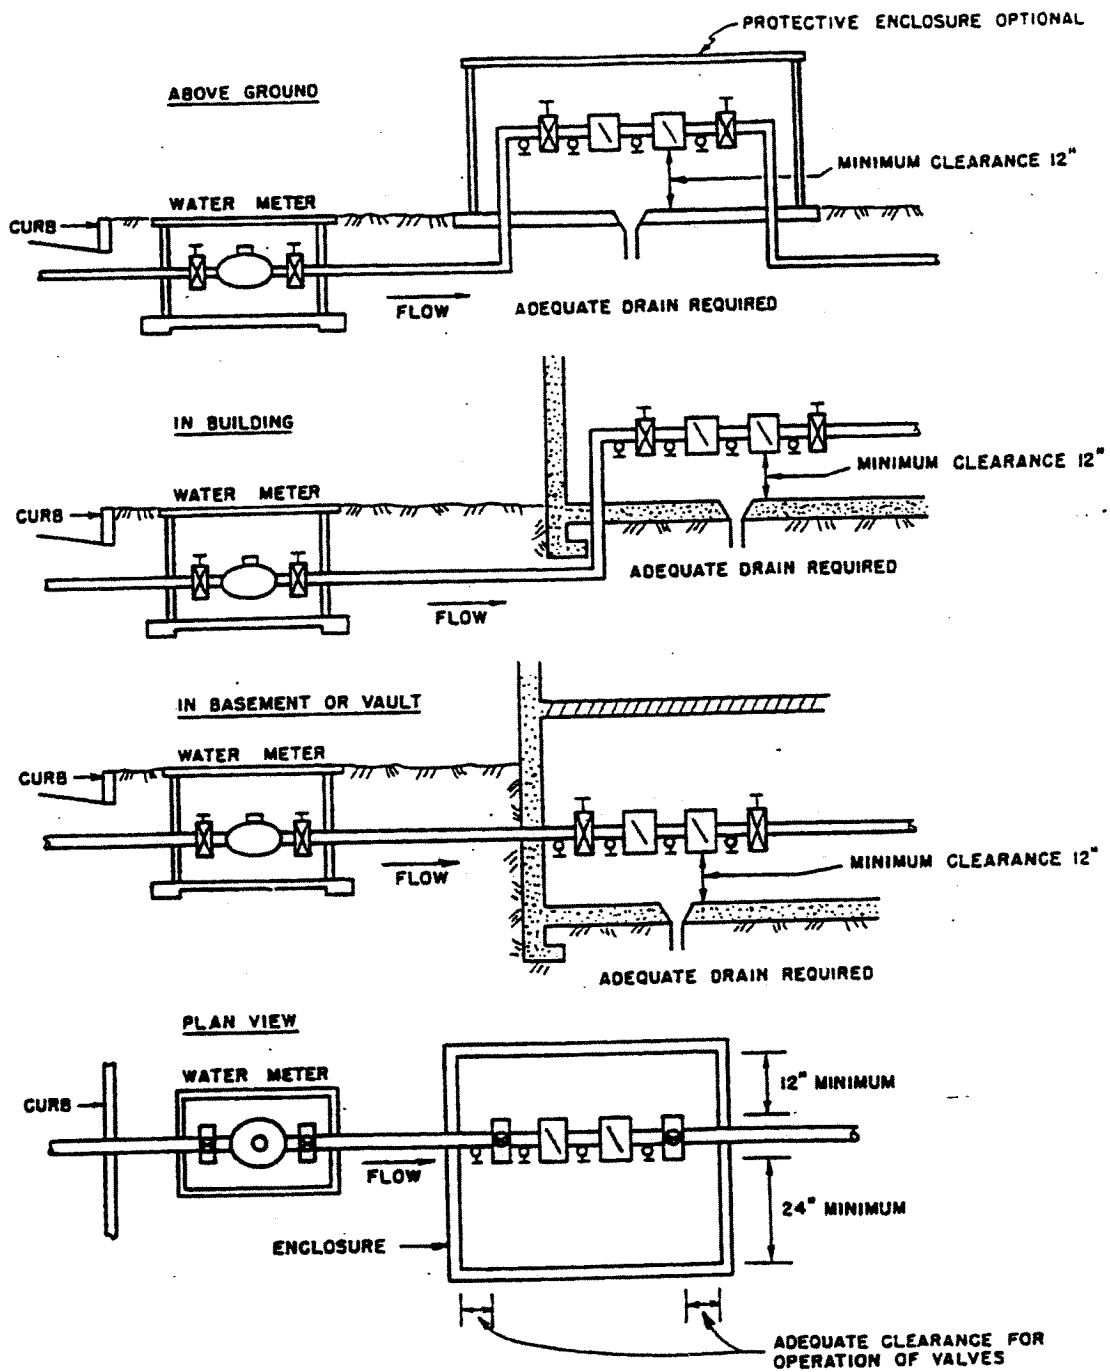 PROTECTIVE ENCLOSURE OPTIONAL
ABOVE GROUND
MINIMUM CLEARANCE 12"
WATER METER
CURB
FLOW
ADEQUATE DRAIN REQUIRED
IN BUILDING
MINIMUM CLEARANCE 12"
WATER METER
CURB
ADEQUATE DRAIN REQUIRED
FLOW
IN BASEMENT OR VAULT
WATER METER
CURB
MINIMUM CLEARANCE 12"
FLOW
ADEQUATE DRAIN REQUIRED
PLAN VIEW
WATER METER
12" MINIMUM
CURB
FLOW
24" MINIMUM
ENCLOSURE
ADEQUATE CLEARANCE FOR
OPERATION OF VALVES